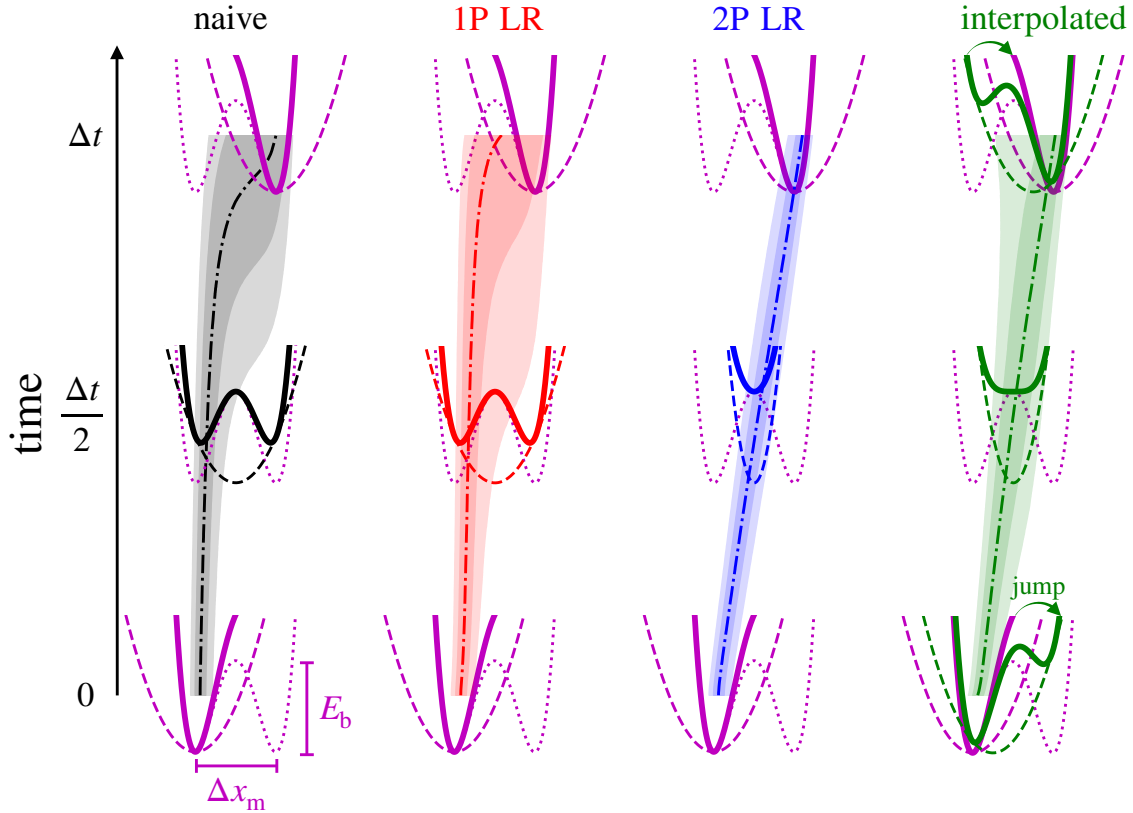 naive
1P LR
2P LR
interpolated
Δt
time
Δt
2
jump
0
E_b
Δx_m